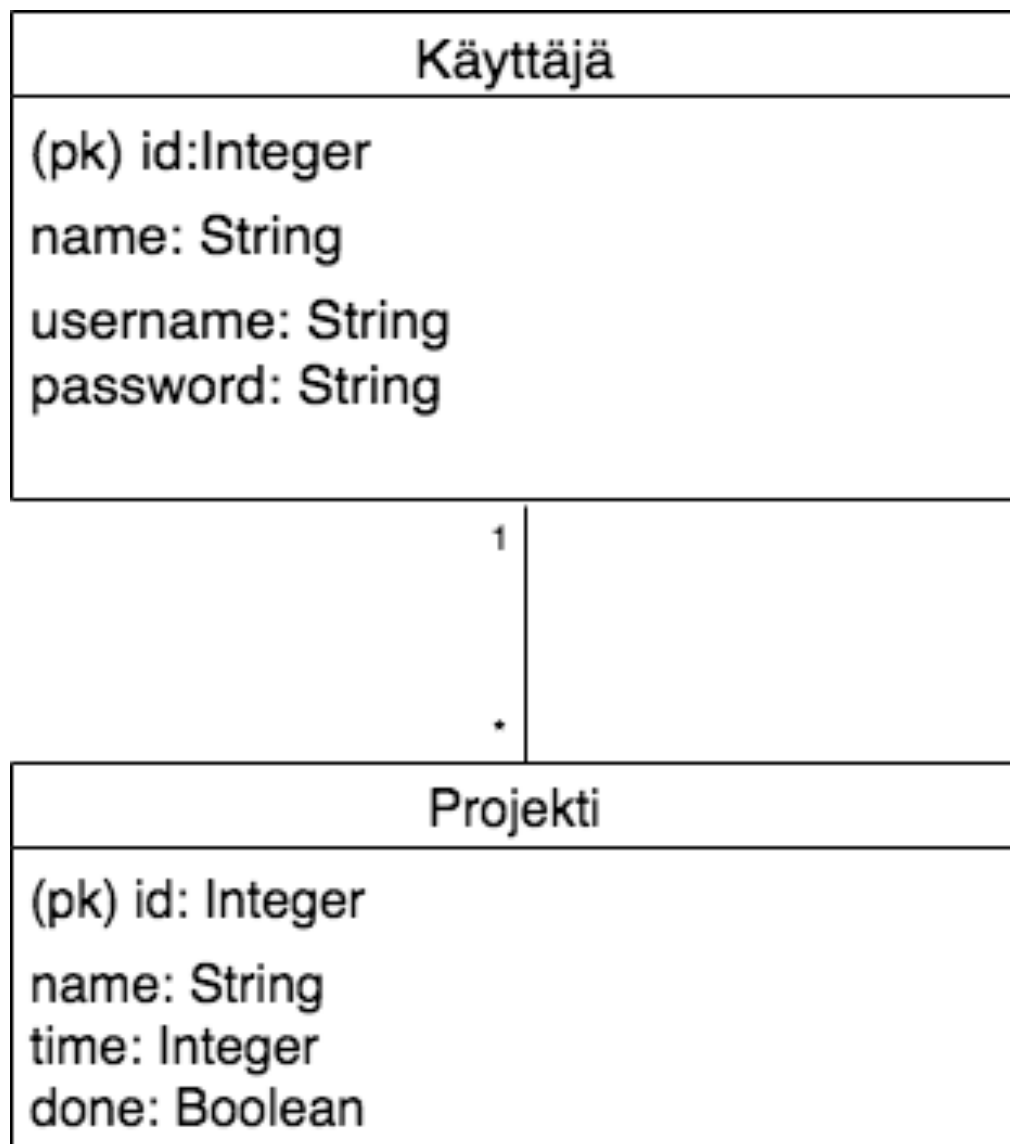 Käyttäjä
(pk) id:Integer
name: String
username: String
password: String
1
*
Projekti
(pk) id: Integer
name: String
time: Integer
done: Boolean